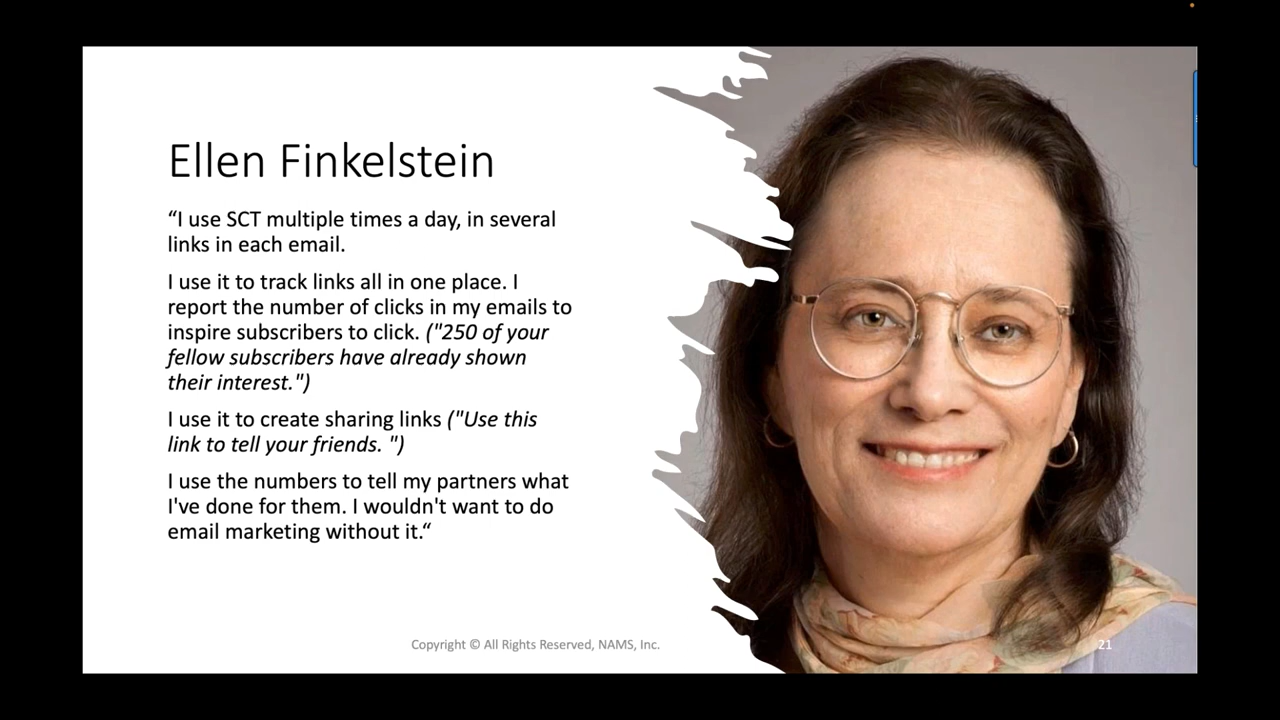 Ellen Finkelstein
“I use SCT multiple times a day, in several
links in each email.
I use it to track links all in one place. I
report the number of clicks in my emails to
inspire subscribers to click. ("250 of your
fellow subscribers have already shown
their interest.")
I use it to create sharing links ("Use this
link to tell your friends. ")
I use the numbers to tell my partners what
I've done for them. I wouldn't want to do
email marketing without it.“
Copyright © All Rights Reserved, NAMS, Inc.
21